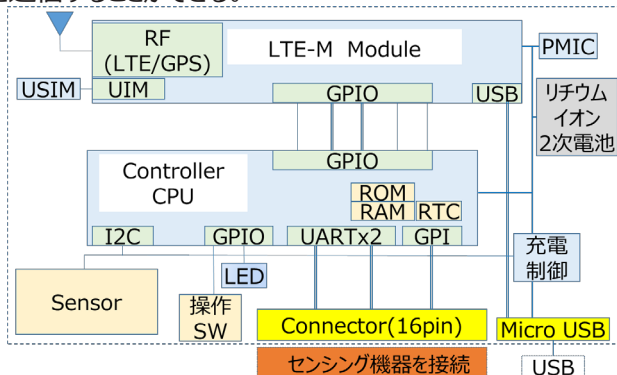 RF
(LTE/GPS)
LTE-M Module
PMIC
USIM
UIM
GPIO
USB
リチウム
イオン
2次電池
GPIO
Controller
CPU
ROM
RAM
RTC
I2C
GPIO
UARTx2
GPI
充電
制御
LED
Sensor
操作
SW
Connector(16pin)
Micro USB
センシング機器を接続
USB